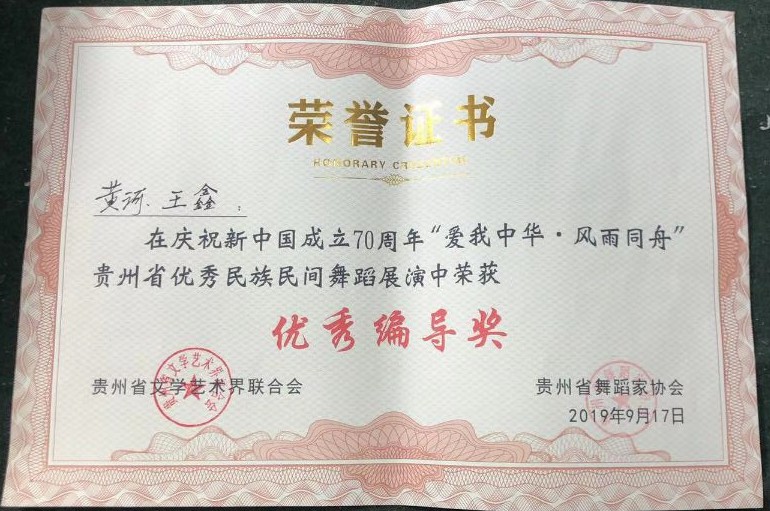 荣誉证书
HONORARY CREDENTIAL
黄河、王鑫：
在庆祝新中国成立70周年“爱我中华·风雨同舟”
贵州省优秀民族民间舞蹈展演中荣获
优秀编导奖
贵州省文学艺术界联合会
贵州省舞蹈家协会
2019年9月17日